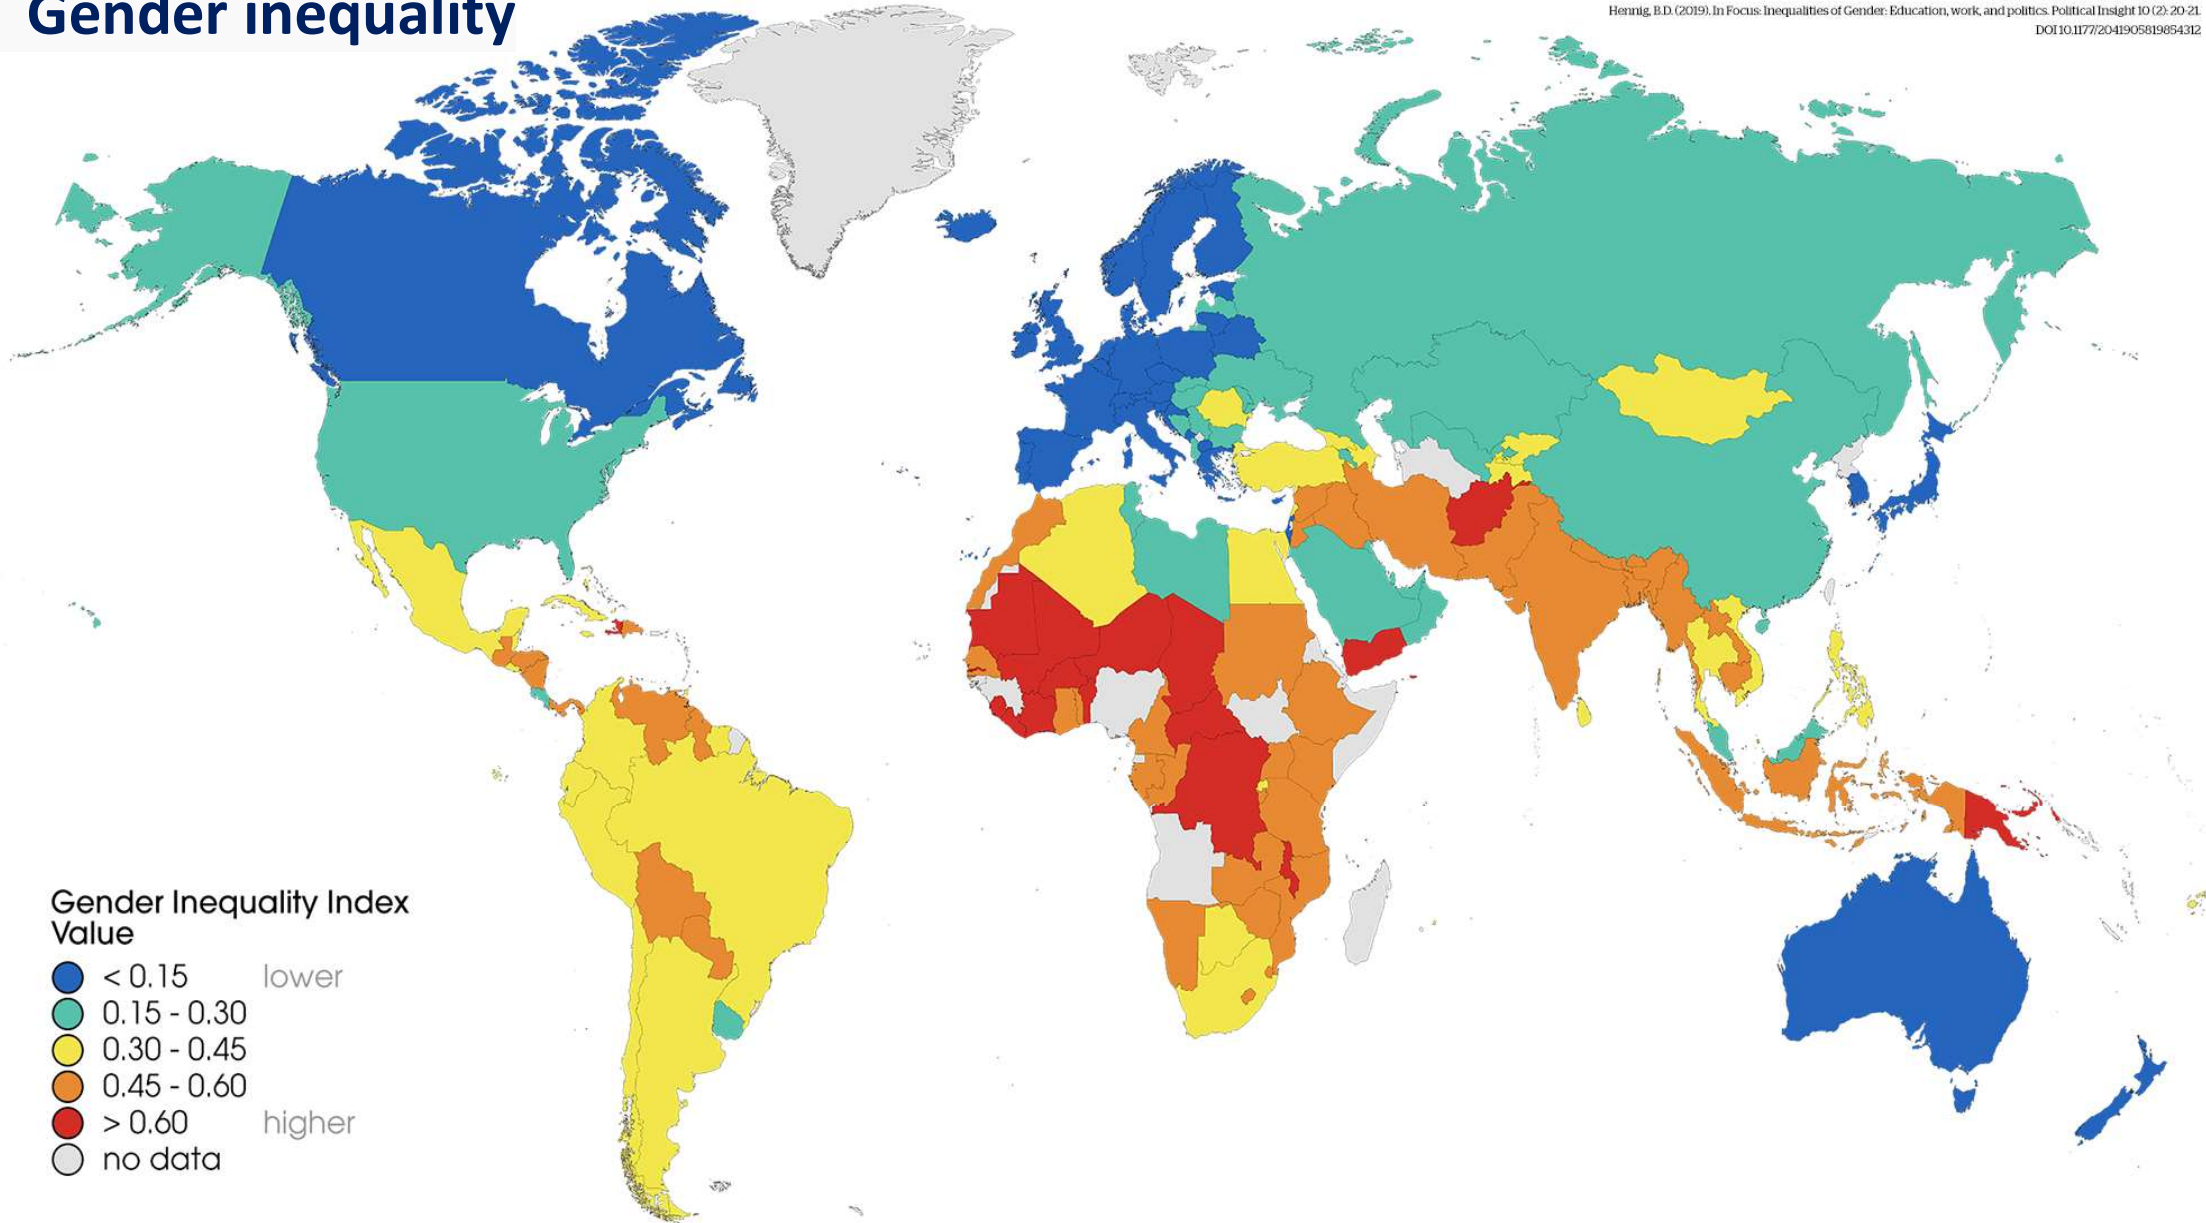 Gender inequality
Hennig, B.D. (2019). In Focus: Inequalities of Gender: Education, work, and politics. Political Insight 10 (2): 20-21.
DOI 10.1177/2041905819854312
Gender Inequality Index
Value
< 0.15 lower
0.15 - 0.30
0.30 - 0.45
0.45 - 0.60
> 0.60 higher
no data